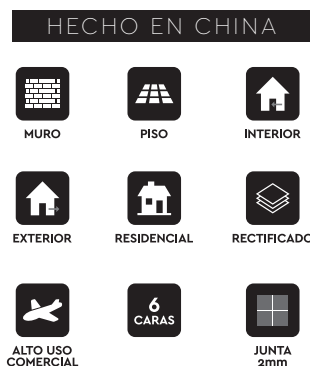 HECHO EN CHINA
MURO
PISO
INTERIOR
EXTERIOR
RESIDENCIAL
RECTIFICADO
6
CARAS
ALTO USO
COMERCIAL
JUNTA
2mm